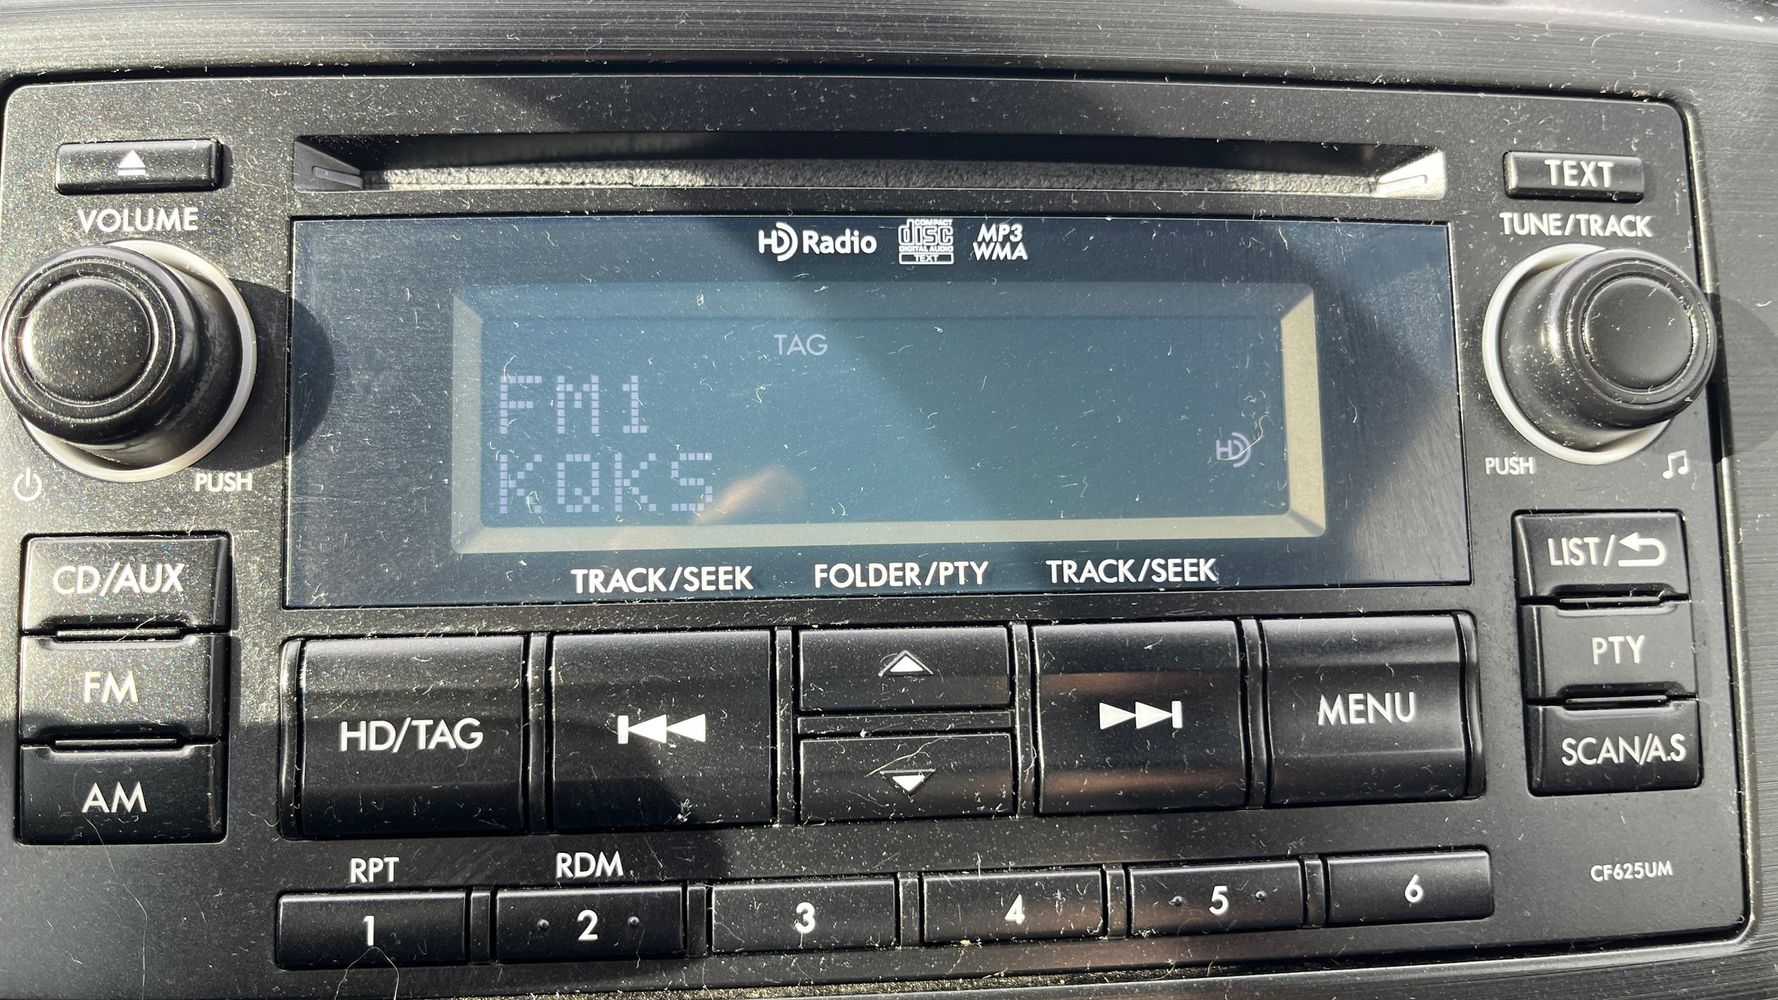 VOLUME
PUSH
HD Radio
COMPACT
disc
DIGITAL AUDIO
TEXT
MP3
WMA
TEXT
TUNE/TRACK
PUSH
TAG
FM1
KQKS
HD
TRACK/SEEK FOLDER/PTY TRACK/SEEK
CD/AUX
FM
AM
HD/TAG
MENU
LIST/
PTY
SCAN/A.S
RPT RDM
1 2 3 4 5 6
CF625UM